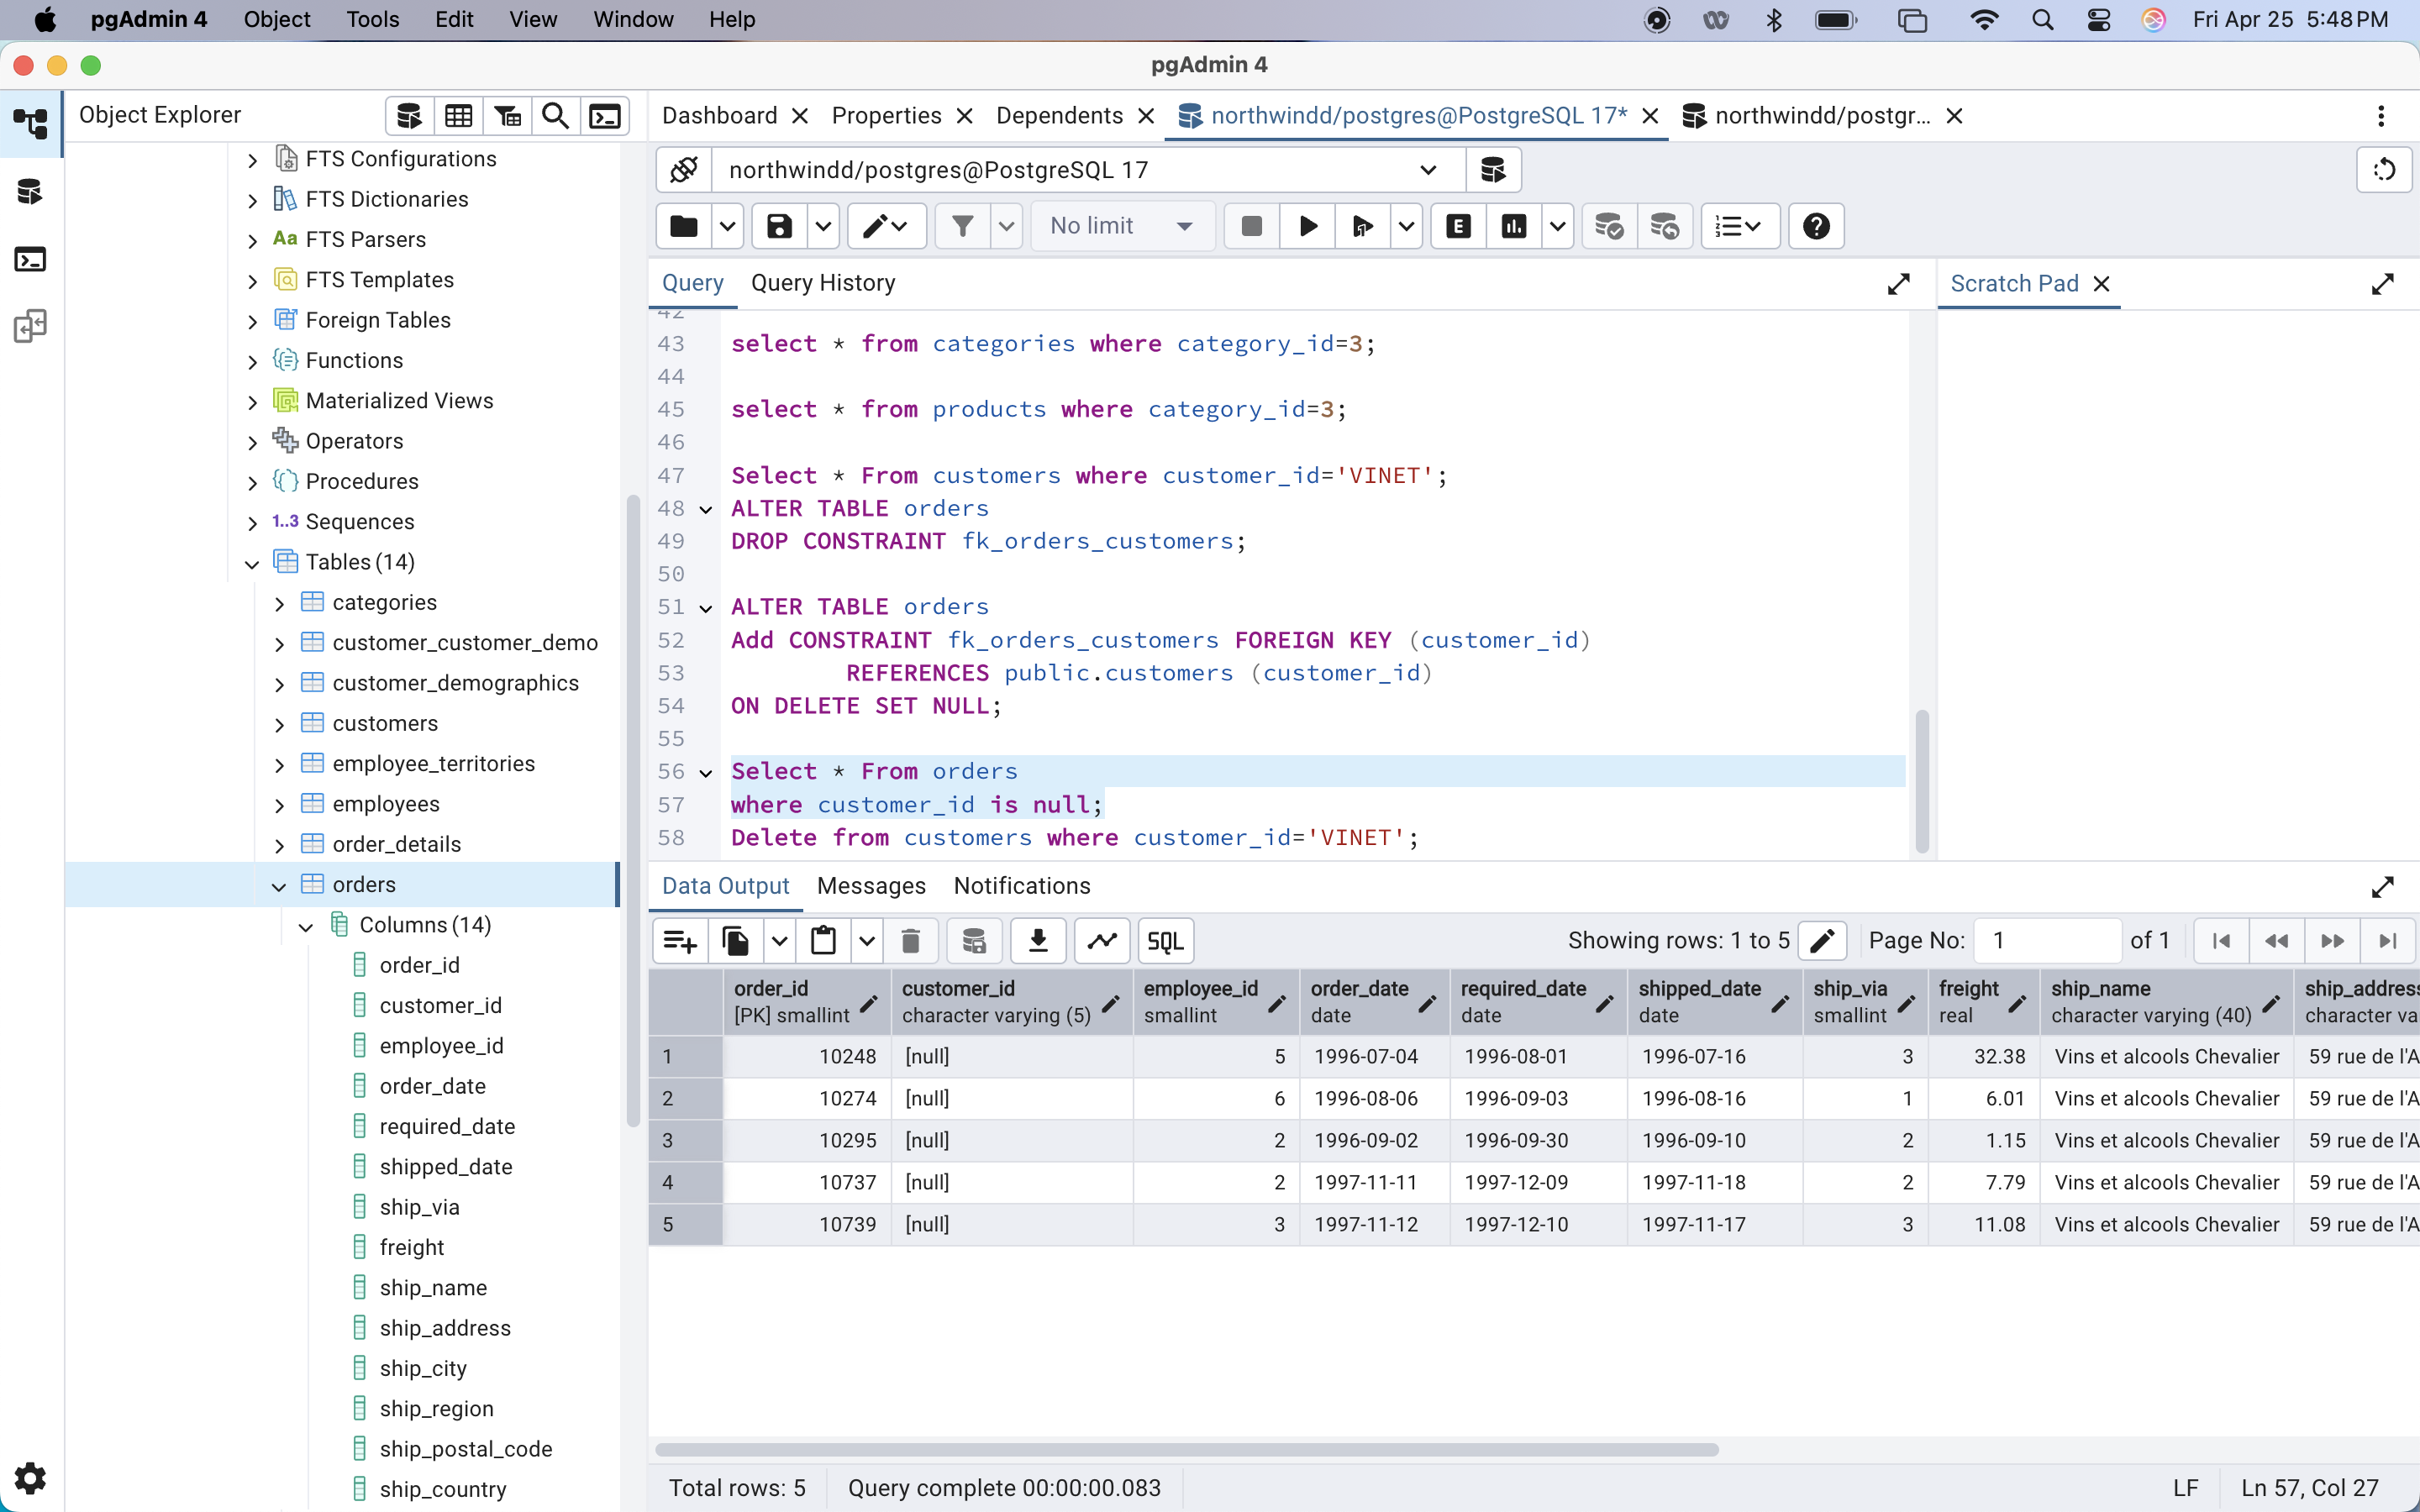 pgAdmin 4 Object Tools Edit View Window Help Fri Apr 25 5:48 PM
pgAdmin 4
Object Explorer
FTS Configurations
FTS Dictionaries
Aa FTS Parsers
FTS Templates
Foreign Tables
Functions
Materialized Views
Operators
Procedures
1..3 Sequences
Tables (14)
categories
customer_customer_demo
customer_demographics
customers
employee_territories
employees
order_details
orders
Columns (14)
order_id
customer_id
employee_id
order_date
required_date
shipped_date
ship_via
freight
ship_name
ship_address
ship_city
ship_region
ship_postal_code
ship_country
Dashboard Properties Dependents northwindd/postgres@PostgreSQL 17* northwindd/postgr...
northwindd/postgres@PostgreSQL 17
No limit E
Query Query History
Scratch Pad
42
43 select * from categories where category_id=3;
44
45 select * from products where category_id=3;
46
47 Select * From customers where customer_id='VINET';
48 ALTER TABLE orders
49 DROP CONSTRAINT fk_orders_customers;
50
51 ALTER TABLE orders
52 Add CONSTRAINT fk_orders_customers FOREIGN KEY (customer_id)
53 REFERENCES public.customers (customer_id)
54 ON DELETE SET NULL;
55
56 Select * From orders
57 where customer_id is null;
58 Delete from customers where customer_id='VINET';
Data Output Messages Notifications
SQL Showing rows: 1 to 5 Page No: 1 of 1
order_id customer_id employee_id order_date required_date shipped_date ship_via freight ship_name ship_address
[PK] smallint character varying (5) smallint date date date smallint real character varying (40) character va
1 10248 [null] 5 1996-07-04 1996-08-01 1996-07-16 3 32.38 Vins et alcools Chevalier 59 rue de l'A
2 10274 [null] 6 1996-08-06 1996-09-03 1996-08-16 1 6.01 Vins et alcools Chevalier 59 rue de l'A
3 10295 [null] 2 1996-09-02 1996-09-30 1996-09-10 2 1.15 Vins et alcools Chevalier 59 rue de l'A
4 10737 [null] 2 1997-11-11 1997-12-09 1997-11-18 2 7.79 Vins et alcools Chevalier 59 rue de l'A
5 10739 [null] 3 1997-11-12 1997-12-10 1997-11-17 3 11.08 Vins et alcools Chevalier 59 rue de l'A
Total rows: 5 Query complete 00:00:00.083 LF Ln 57, Col 27